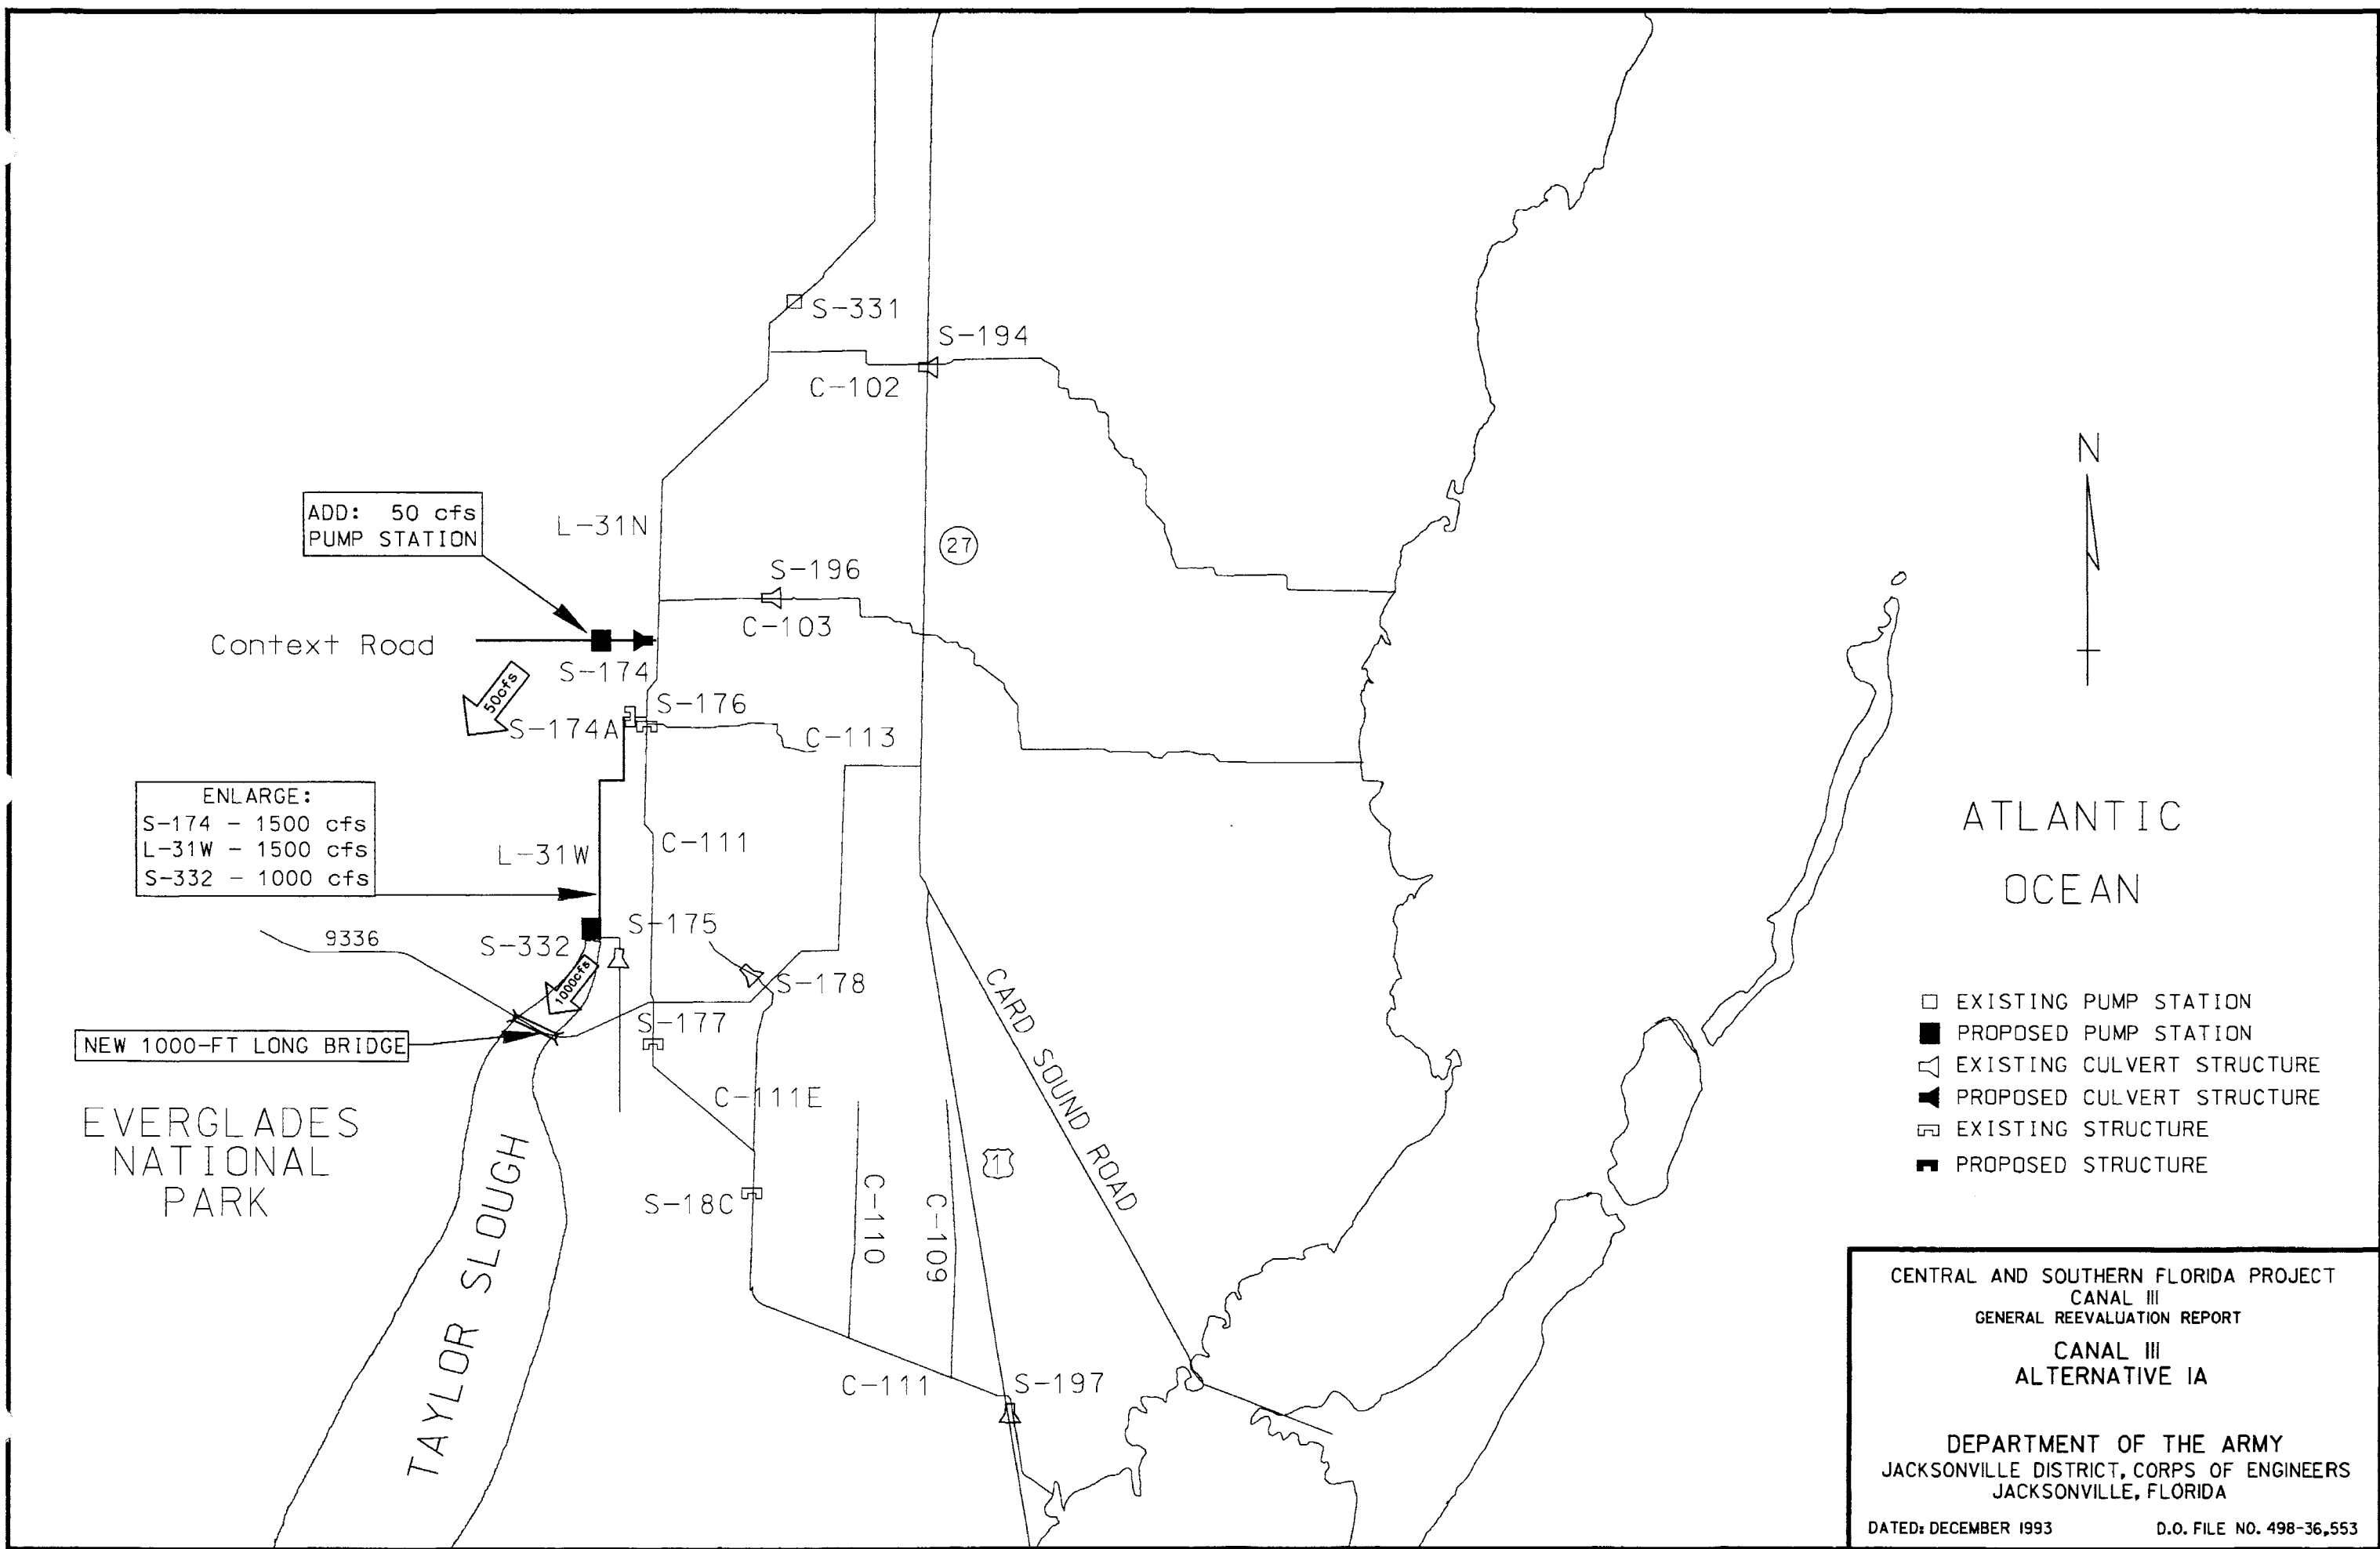 S-331
S-194
C-102
N
ADD: 50 cfs
PUMP STATION
L-31N
27
S-196
C-103
Context Road
S-174
50cfs
S-176
S-174A
C-113
ENLARGE:
S-174 - 1500 cfs
L-31W - 1500 cfs
S-332 - 1000 cfs
L-31W
C-111
ATLANTIC
OCEAN
9336
S-332
S-175
1000cfs
S-178
S-177
NEW 1000-FT LONG BRIDGE
CARD SOUND ROAD
C-111E
EVERGLADES
NATIONAL
PARK
TAYLOR SLOUGH
S-18C
C-110
C-109
1
C-111
S-197
EXISTING PUMP STATION
PROPOSED PUMP STATION
EXISTING CULVERT STRUCTURE
PROPOSED CULVERT STRUCTURE
EXISTING STRUCTURE
PROPOSED STRUCTURE
CENTRAL AND SOUTHERN FLORIDA PROJECT
CANAL 111
GENERAL REEVALUATION REPORT
CANAL 111
ALTERNATIVE 1A
DEPARTMENT OF THE ARMY
JACKSONVILLE DISTRICT, CORPS OF ENGINEERS
JACKSONVILLE, FLORIDA
DATED: DECEMBER 1993
D.O. FILE NO. 498-36,553